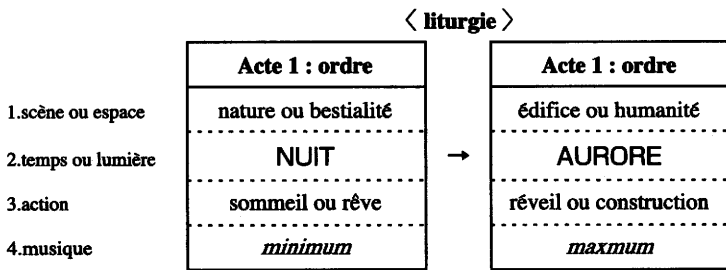 〈 liturgie 〉
Acte 1 : ordre Acte 1 : ordre
1.scène ou espace nature ou bestialité édifice ou humanité
2.temps ou lumière NUIT → AURORE
3.action sommeil ou rêve réveil ou construction
4.musique minimum maxmum